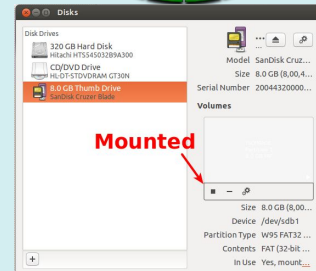 Disks
Disk Drives
320 GB Hard Disk
Hitachi HTS545032B9A300
CD/DVD Drive
HL-DT-STDVDRAM GT30N
8.0 GB Thumb Drive
SanDisk Cruzer Blade
...
...
Model SanDisk Cruz...
Size 8.0 GB (8,00,4...
Serial Number 20044320000...
Volumes
Mounted
Size 8.0 GB (8,00...
Device /dev/sdb1
Partition Type W95 FAT32 ...
Contents FAT (32-bit ...
In Use Yes, mount...